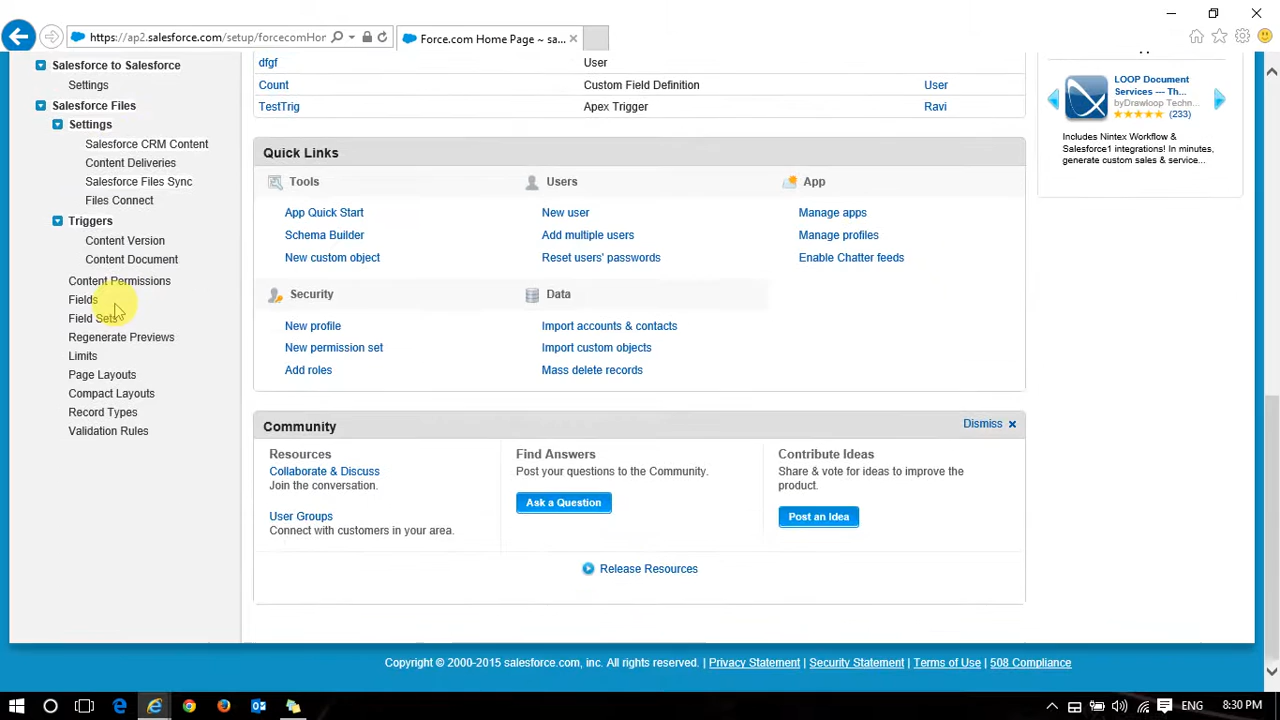 https://ap2.salesforce.com/setup/forcecomHor
Force.com Home Page ~ sa...
Salesforce to Salesforce
Settings
Salesforce Files
Settings
Salesforce CRM Content
Content Deliveries
Salesforce Files Sync
Files Connect
Triggers
Content Version
Content Document
Content Permissions
Fields
Field Sets
Regenerate Previews
Limits
Page Layouts
Compact Layouts
Record Types
Validation Rules
dfgf User
Count Custom Field Definition User
TestTrig Apex Trigger Ravi
Quick Links
Tools Users App
App Quick Start New user Manage apps
Schema Builder Add multiple users Manage profiles
New custom object Reset users' passwords Enable Chatter feeds
Security Data
New profile Import accounts & contacts
New permission set Import custom objects
Add roles Mass delete records
Community Dismiss
Resources Find Answers Contribute Ideas
Collaborate & Discuss Post your questions to the Community. Share & vote for ideas to improve the
Join the conversation. product.
Ask a Question Post an Idea
User Groups
Connect with customers in your area.
Release Resources
LOOP Document
Services --- Th...
byDrawloop Techn...
(233)
Includes Nintex Workflow &
Salesforce1 integrations! In minutes,
generate custom sales & service...
Copyright © 2000-2015 salesforce.com, inc. All rights reserved. | Privacy Statement | Security Statement | Terms of Use | 508 Compliance
ENG 8:30 PM